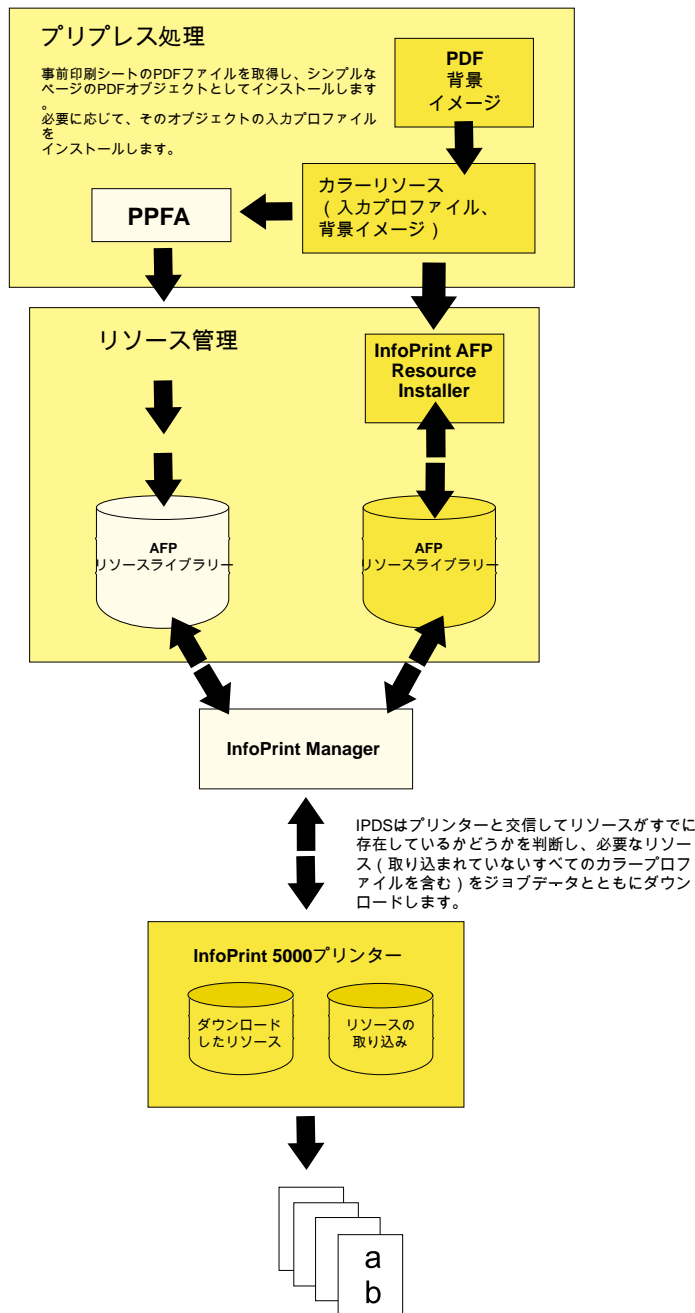 プリプレス処理
事前印刷シートのPDFファイルを取得し、シンプルな
ページのPDFオブジェクトとしてインストールします
。
必要に応じて、そのオブジェクトの入力プロファイル
を
インストールします。
PDF
背景
イメージ
カラーリソース
（入力プロファイル、
背景イメージ）
PPFA
リソース管理
InfoPrint AFP
Resource
Installer
AFP
リソースライブラリー
AFP
リソースライブラリー
InfoPrint Manager
IPDSはプリンターと交信してリソースがすでに
存在しているかどうかを判断し、必要なリソー
ス（取り込まれていないすべてのカラープロフ
ァイルを含む）をジョブデータとともにダウン
ロードします。
InfoPrint 5000プリンター
ダウンロード
したリソース
リソースの
取り込み
a
b